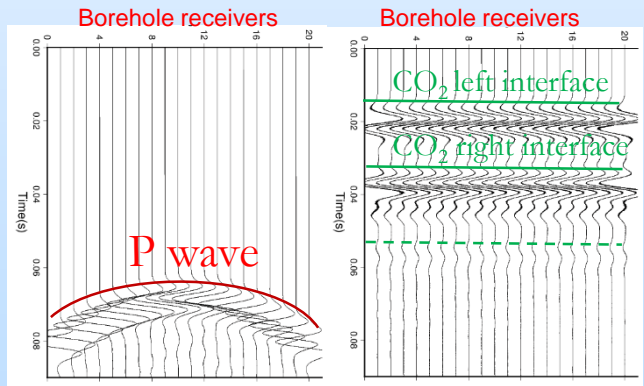 Borehole receivers
0 4 8 12 16 20
0.00
0.02
0.04
0.06
0.08
Time(s)
P wave
Borehole receivers
0 4 8 12 16 20
0.00
0.02
0.04
0.06
0.08
Time(s)
CO₂ left interface
CO₂ right interface